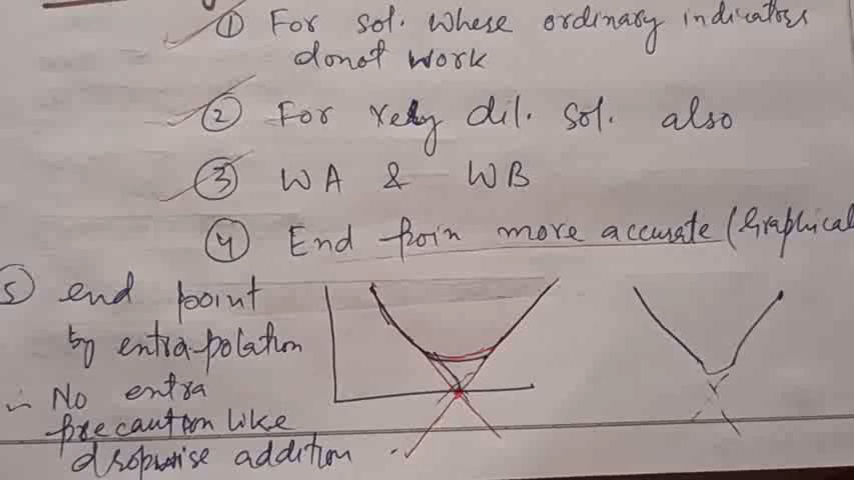 ① For sol. where ordinary indicators
donot work
② For very dil. sol. also
③ WA & WB
④ End poin more accurate (Graphical
⑤ end point
by extra-polation
∴ No extra
precaution like
dropwise addition